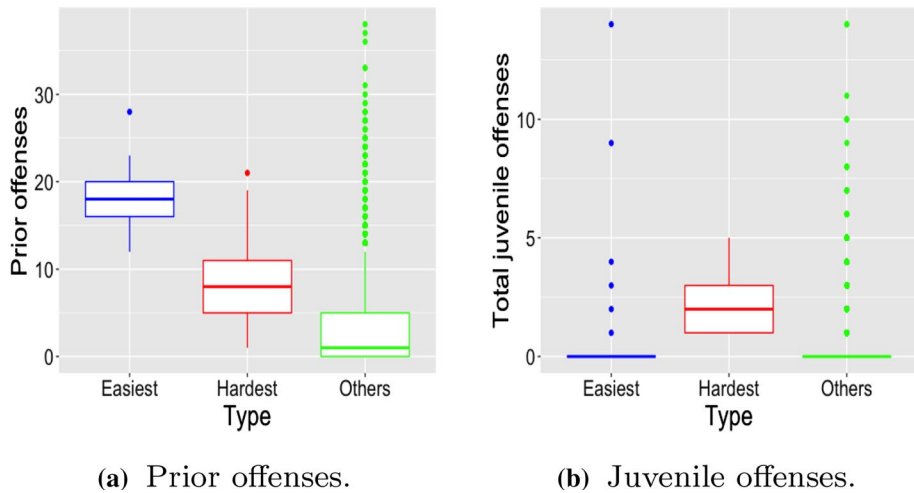 Prior offenses
30
20
10
0
Easiest Hardest Others
Type
(a) Prior offenses.
Total juvenile offenses
10
5
0
Easiest Hardest Others
Type
(b) Juvenile offenses.